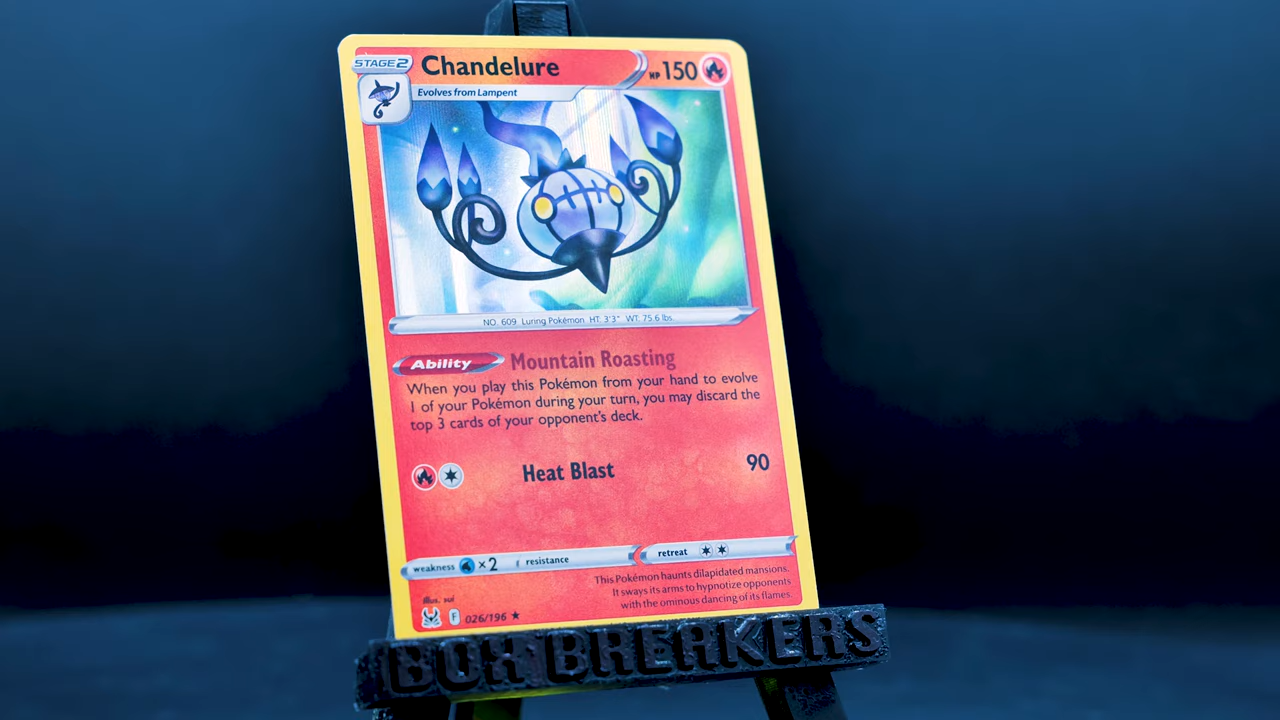 STAGE 2
Chandelure
HP 150
Evolves from Lampent
NO. 609 Luring Pokémon HT: 3'3" WT: 75.6 lbs.
Ability Mountain Roasting
When you play this Pokémon from your hand to evolve
1 of your Pokémon during your turn, you may discard the
top 3 cards of your opponent's deck.
Heat Blast 90
weakness ×2 resistance retreat
This Pokémon haunts dilapidated mansions.
It sways its arms to hypnotize opponents
with the ominous dancing of its flames.
Illus. sui
F 026/196 ★
BOX BREAKERS